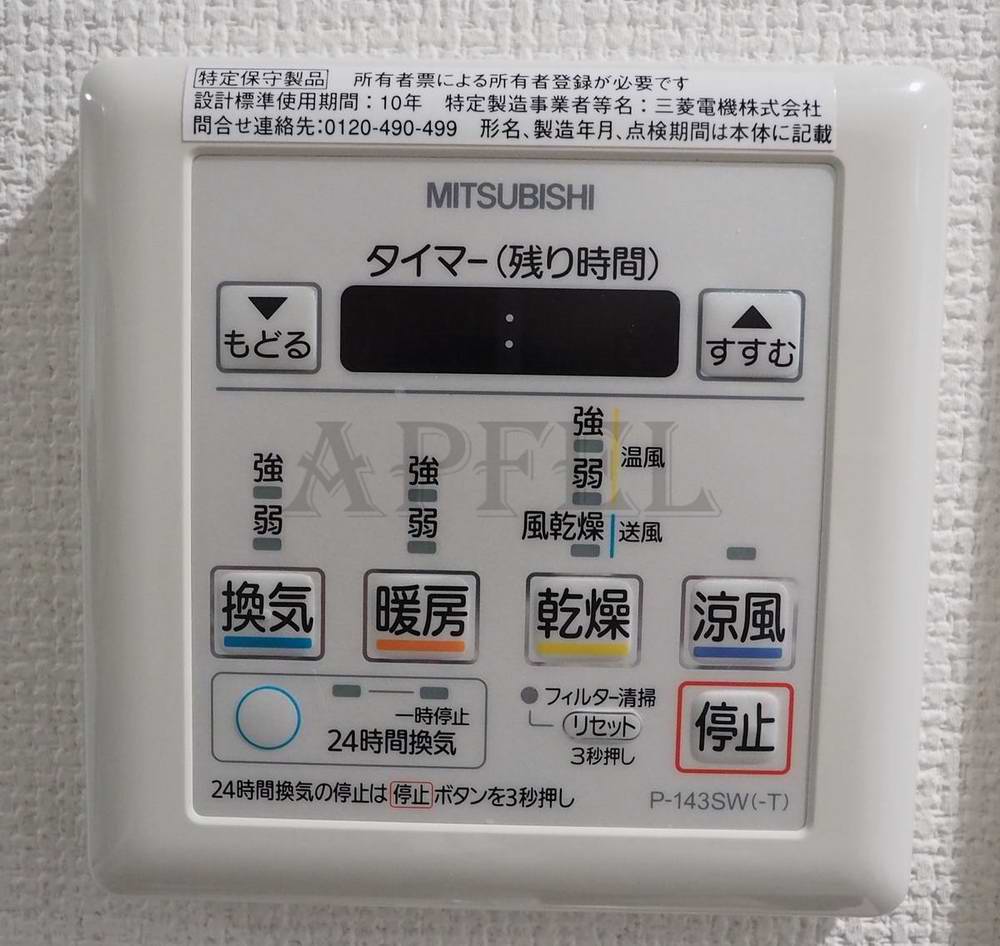 特定保守製品 所有者票による所有者登録が必要です
設計標準使用期間：10年 特定製造事業者等名：三菱電機株式会社
問合せ連絡先：0120-490-499 形名、製造年月、点検期間は本体に記載
MITSUBISHI
タイマー（残り時間）
▼ : ▲
もどる すすむ
APFEL
強 強 強
弱 弱 弱 温風
風乾燥 送風
換気 暖房 乾燥 涼風
一時停止
24時間換気
フィルター清掃
リセット
3秒押し
停止
24時間換気の停止は 停止 ボタンを3秒押し
P-143SW(-T)